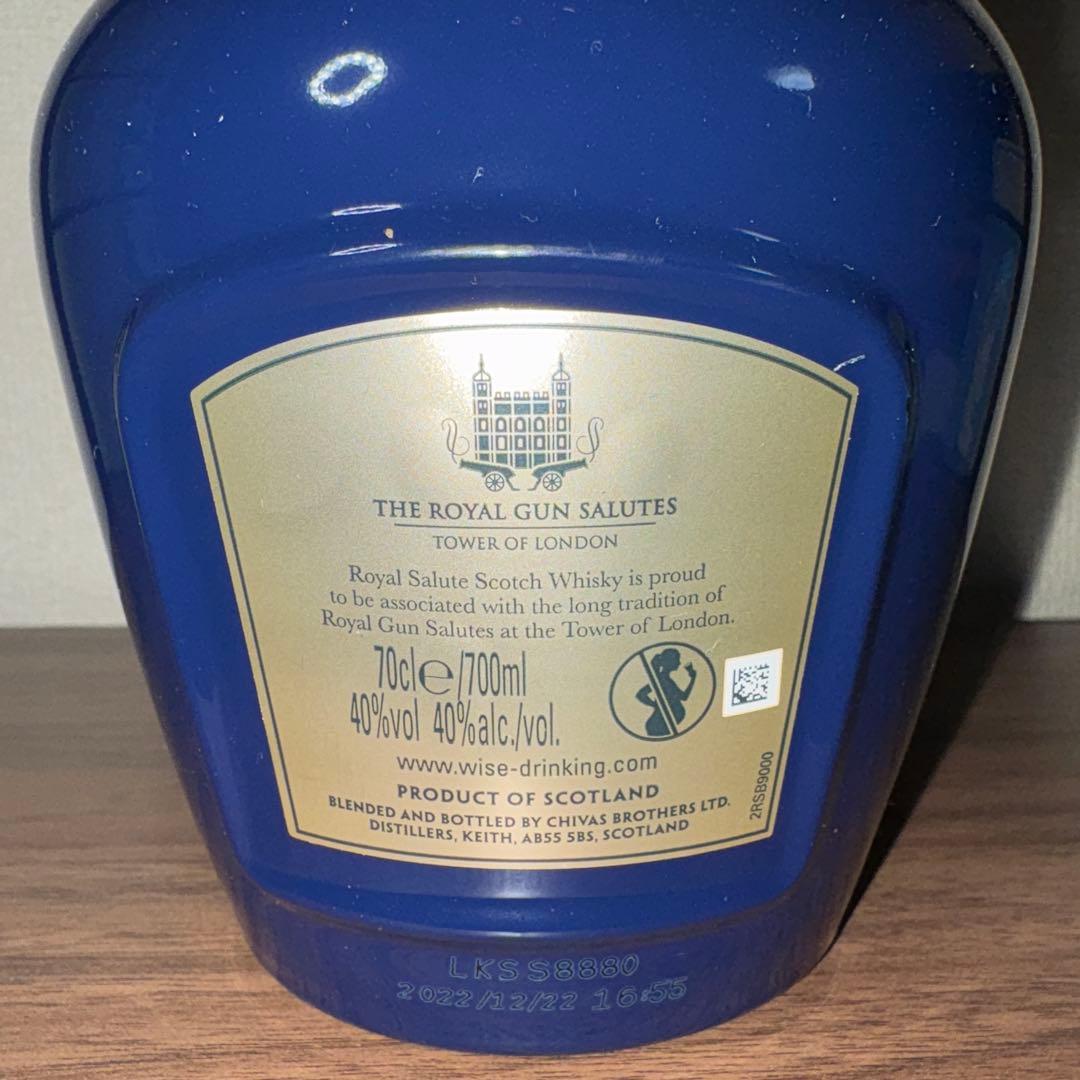 THE ROYAL GUN SALUTES
TOWER OF LONDON
Royal Salute Scotch Whisky is proud
to be associated with the long tradition of
Royal Gun Salutes at the Tower of London.
70cl℮/700ml
40%vol 40%alc./vol.
www.wise-drinking.com
PRODUCT OF SCOTLAND
BLENDED AND BOTTLED BY CHIVAS BROTHERS LTD.
DISTILLERS, KEITH, AB55 5BS, SCOTLAND
2RSB9000
LKSS8880
2022/12/22 16:55